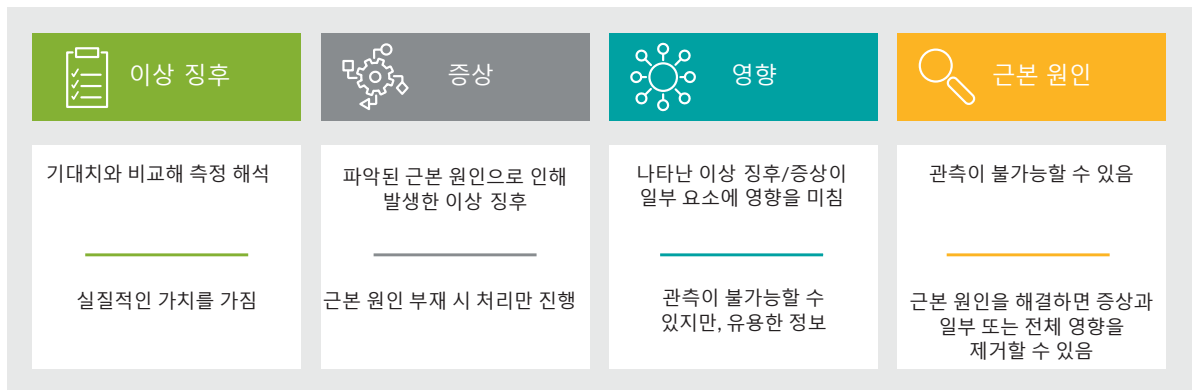 이상 징후
증상
영향
근본 원인
기대치와 비교해 측정 해석
실질적인 가치를 가짐
파악된 근본 원인으로 인해
발생한 이상 징후
근본 원인 부재 시 처리만 진행
나타난 이상 징후/증상이
일부 요소에 영향을 미침
관측이 불가능할 수
있지만, 유용한 정보
관측이 불가능할 수 있음
근본 원인을 해결하면 증상과
일부 또는 전체 영향을
제거할 수 있음